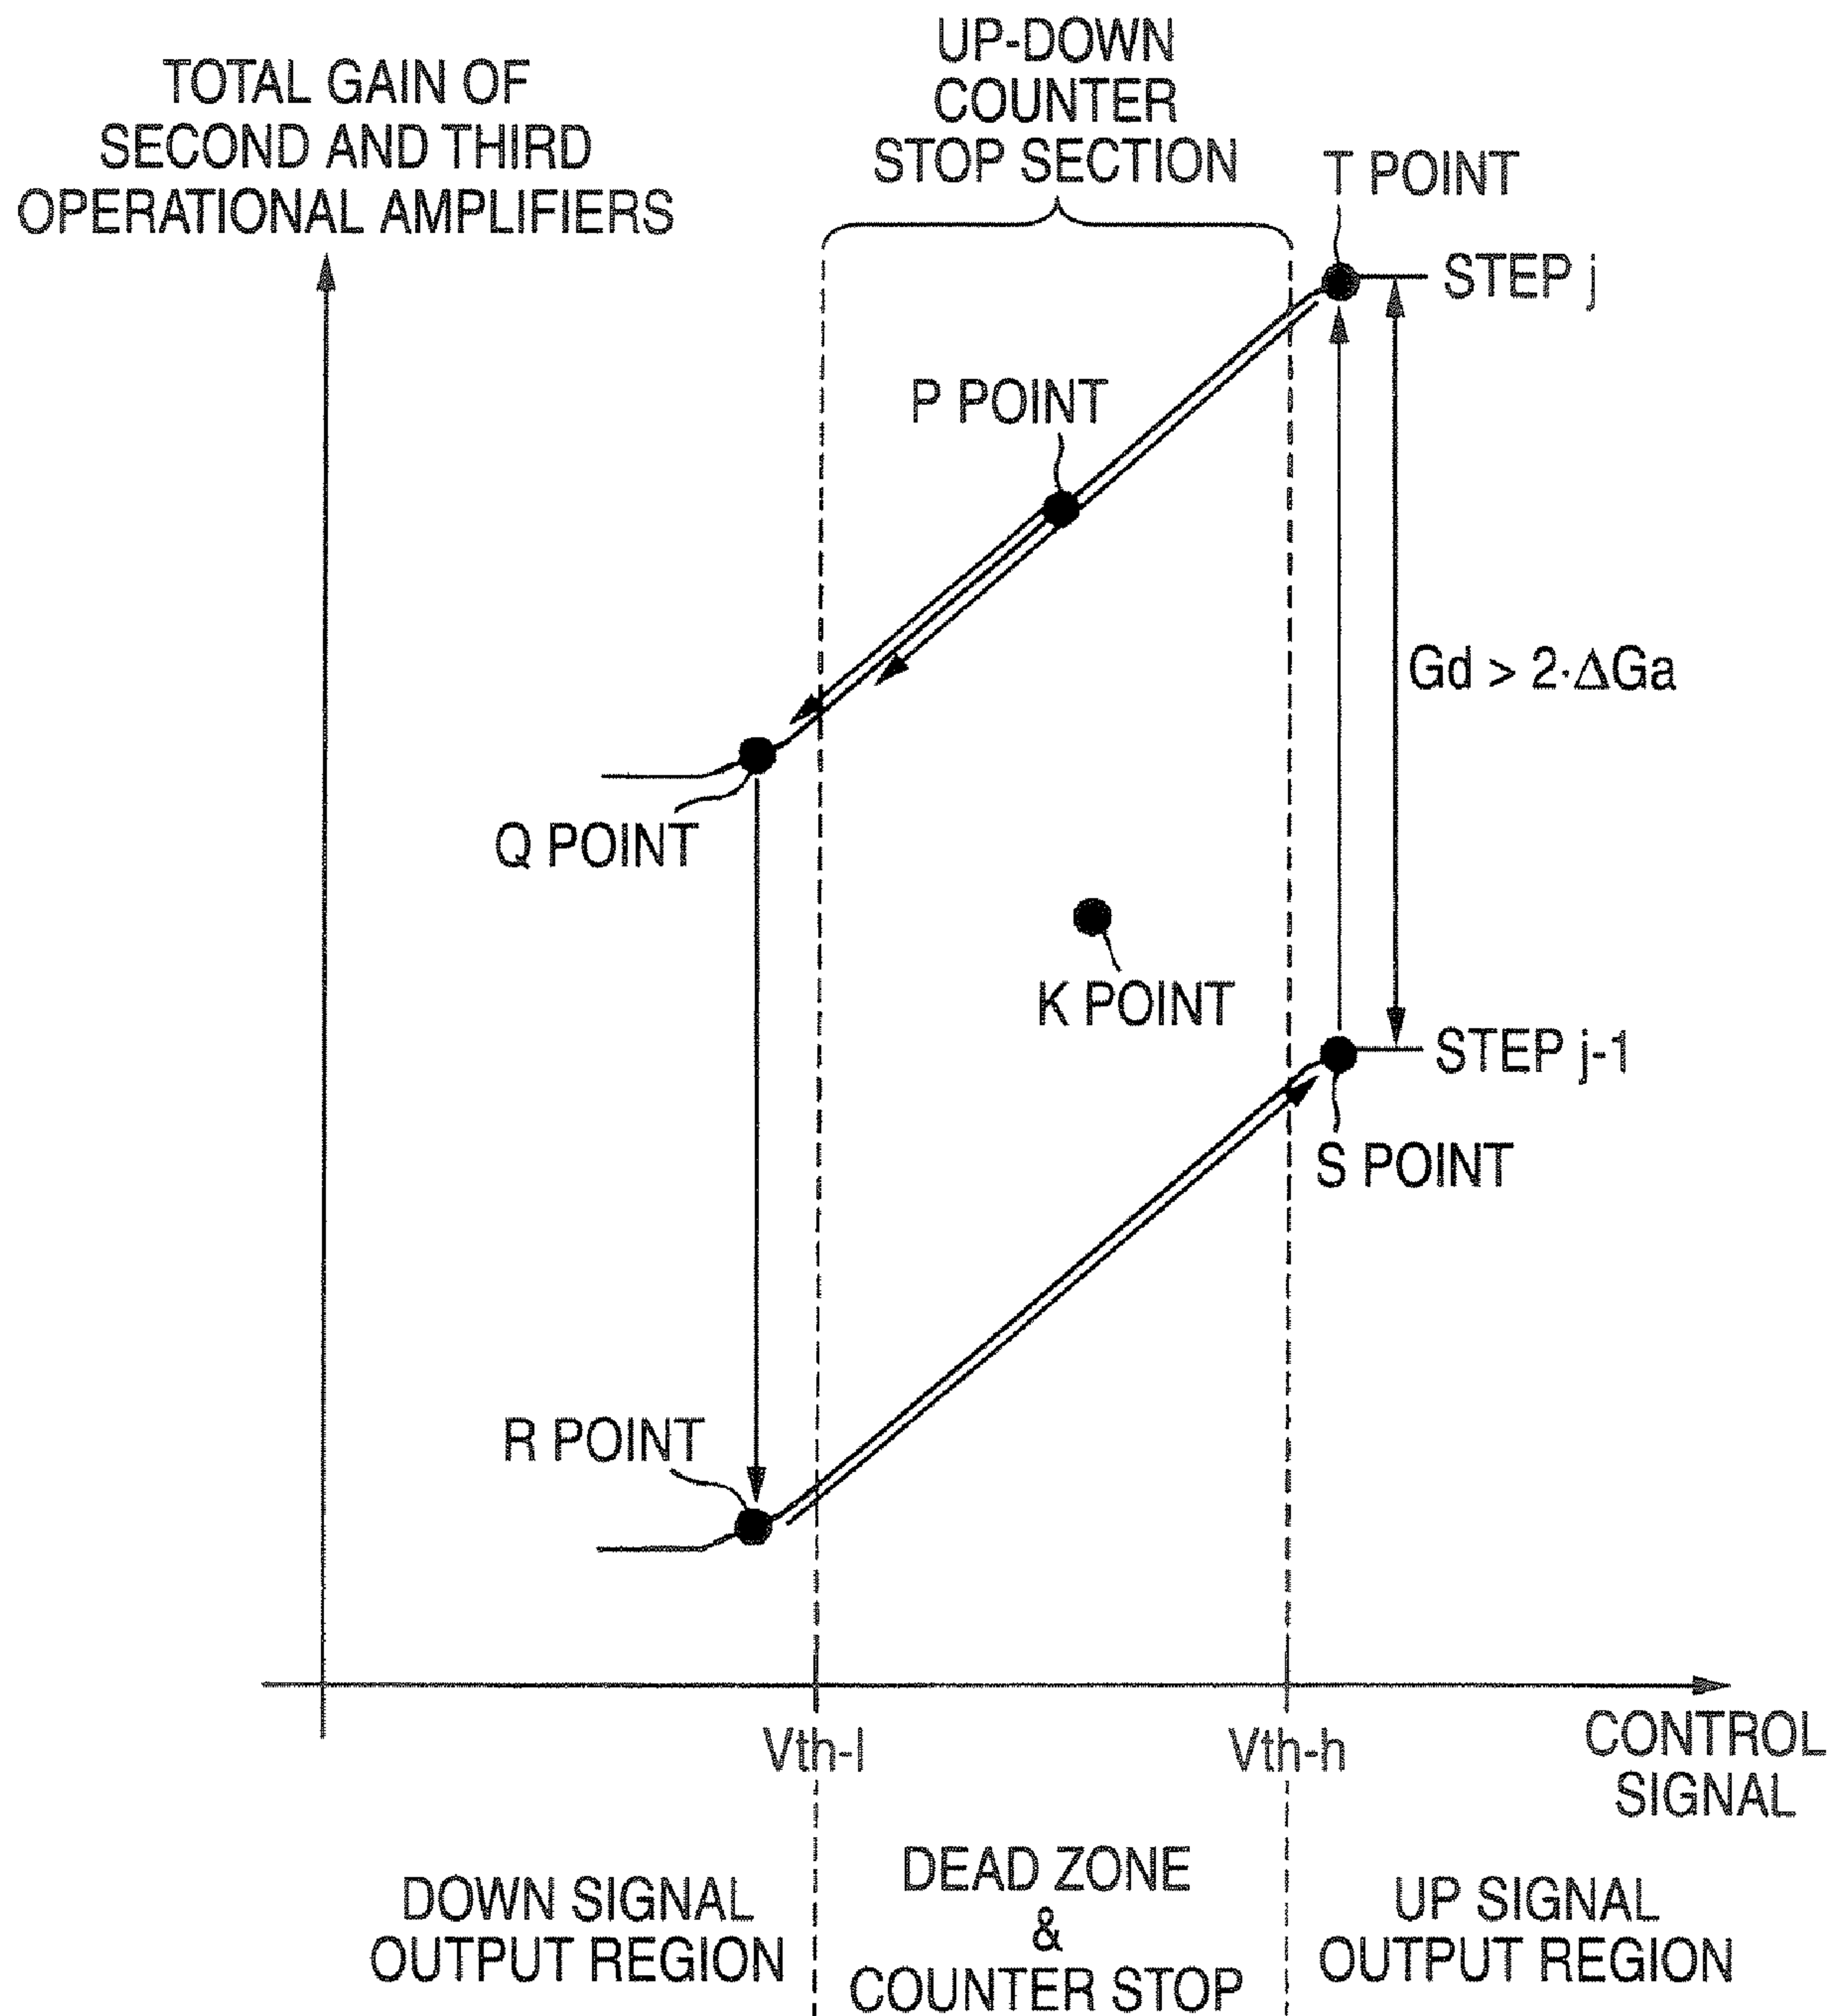 TOTAL GAIN OF
SECOND AND THIRD
OPERATIONAL AMPLIFIERS
UP-DOWN
COUNTER
STOP SECTION
T POINT
STEP j
P POINT
Gd > 2·ΔGa
Q POINT
K POINT
STEP j-1
S POINT
R POINT
Vth-l
Vth-h
CONTROL
SIGNAL
DOWN SIGNAL
OUTPUT REGION
DEAD ZONE
&
COUNTER STOP
UP SIGNAL
OUTPUT REGION